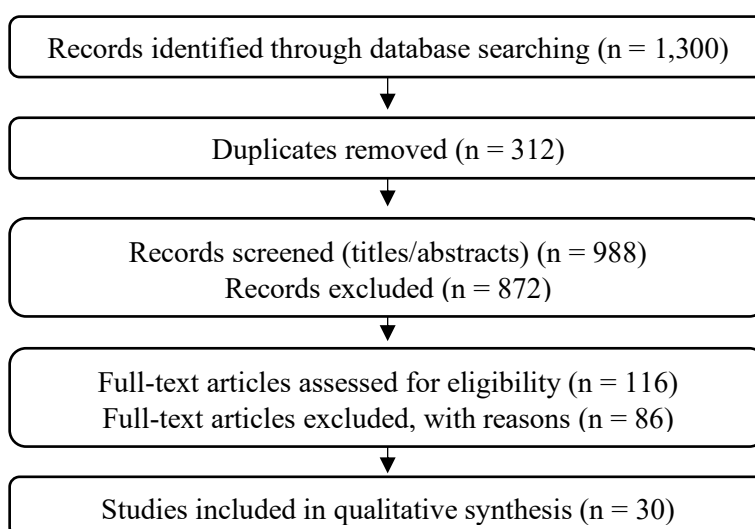 Records identified through database searching (n = 1,300)
Duplicates removed (n = 312)
Records screened (titles/abstracts) (n = 988)
Records excluded (n = 872)
Full-text articles assessed for eligibility (n = 116)
Full-text articles excluded, with reasons (n = 86)
Studies included in qualitative synthesis (n = 30)